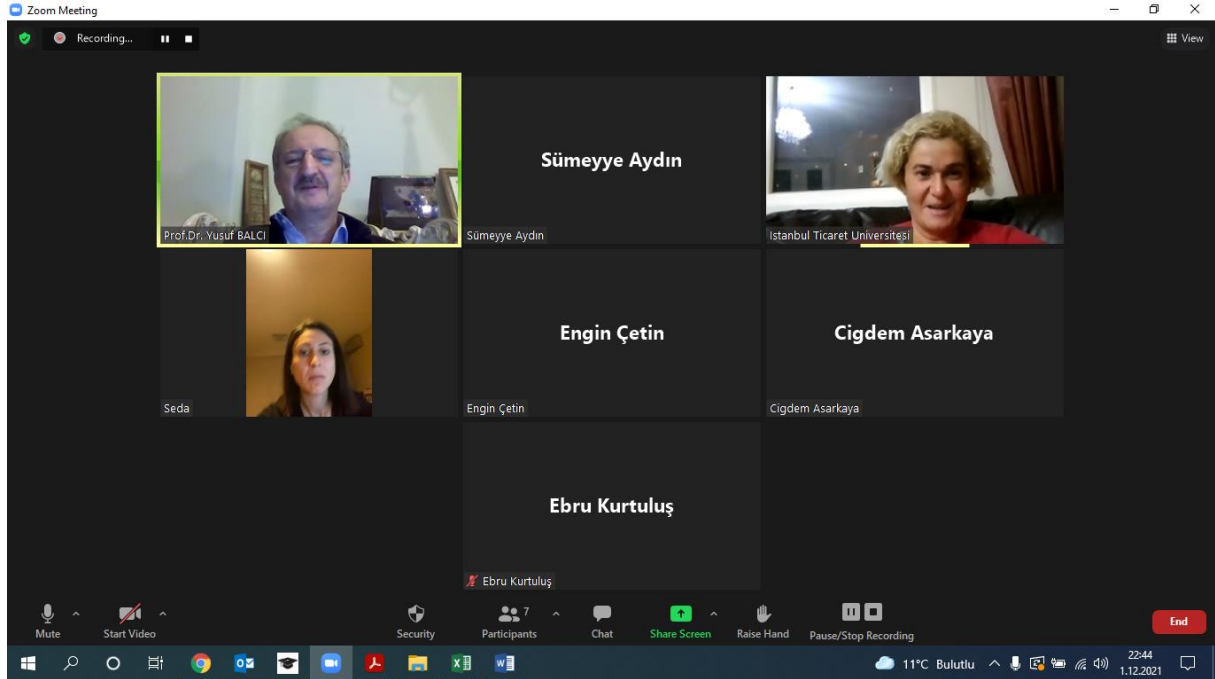 Zoom Meeting
Recording...
View
Prof.Dr. Yusuf BALCI
Sümeyye Aydın
Sümeyye Aydın
Istanbul Ticaret Universitesi
Seda
Engin Çetin
Engin Çetin
Cigdem Asarkaya
Cigdem Asarkaya
Ebru Kurtuluş
Ebru Kurtuluş
Mute
Start Video
Security
Participants
7
Chat
Share Screen
Raise Hand
Pause/Stop Recording
End
11°C Bulutlu
22:44
1.12.2021